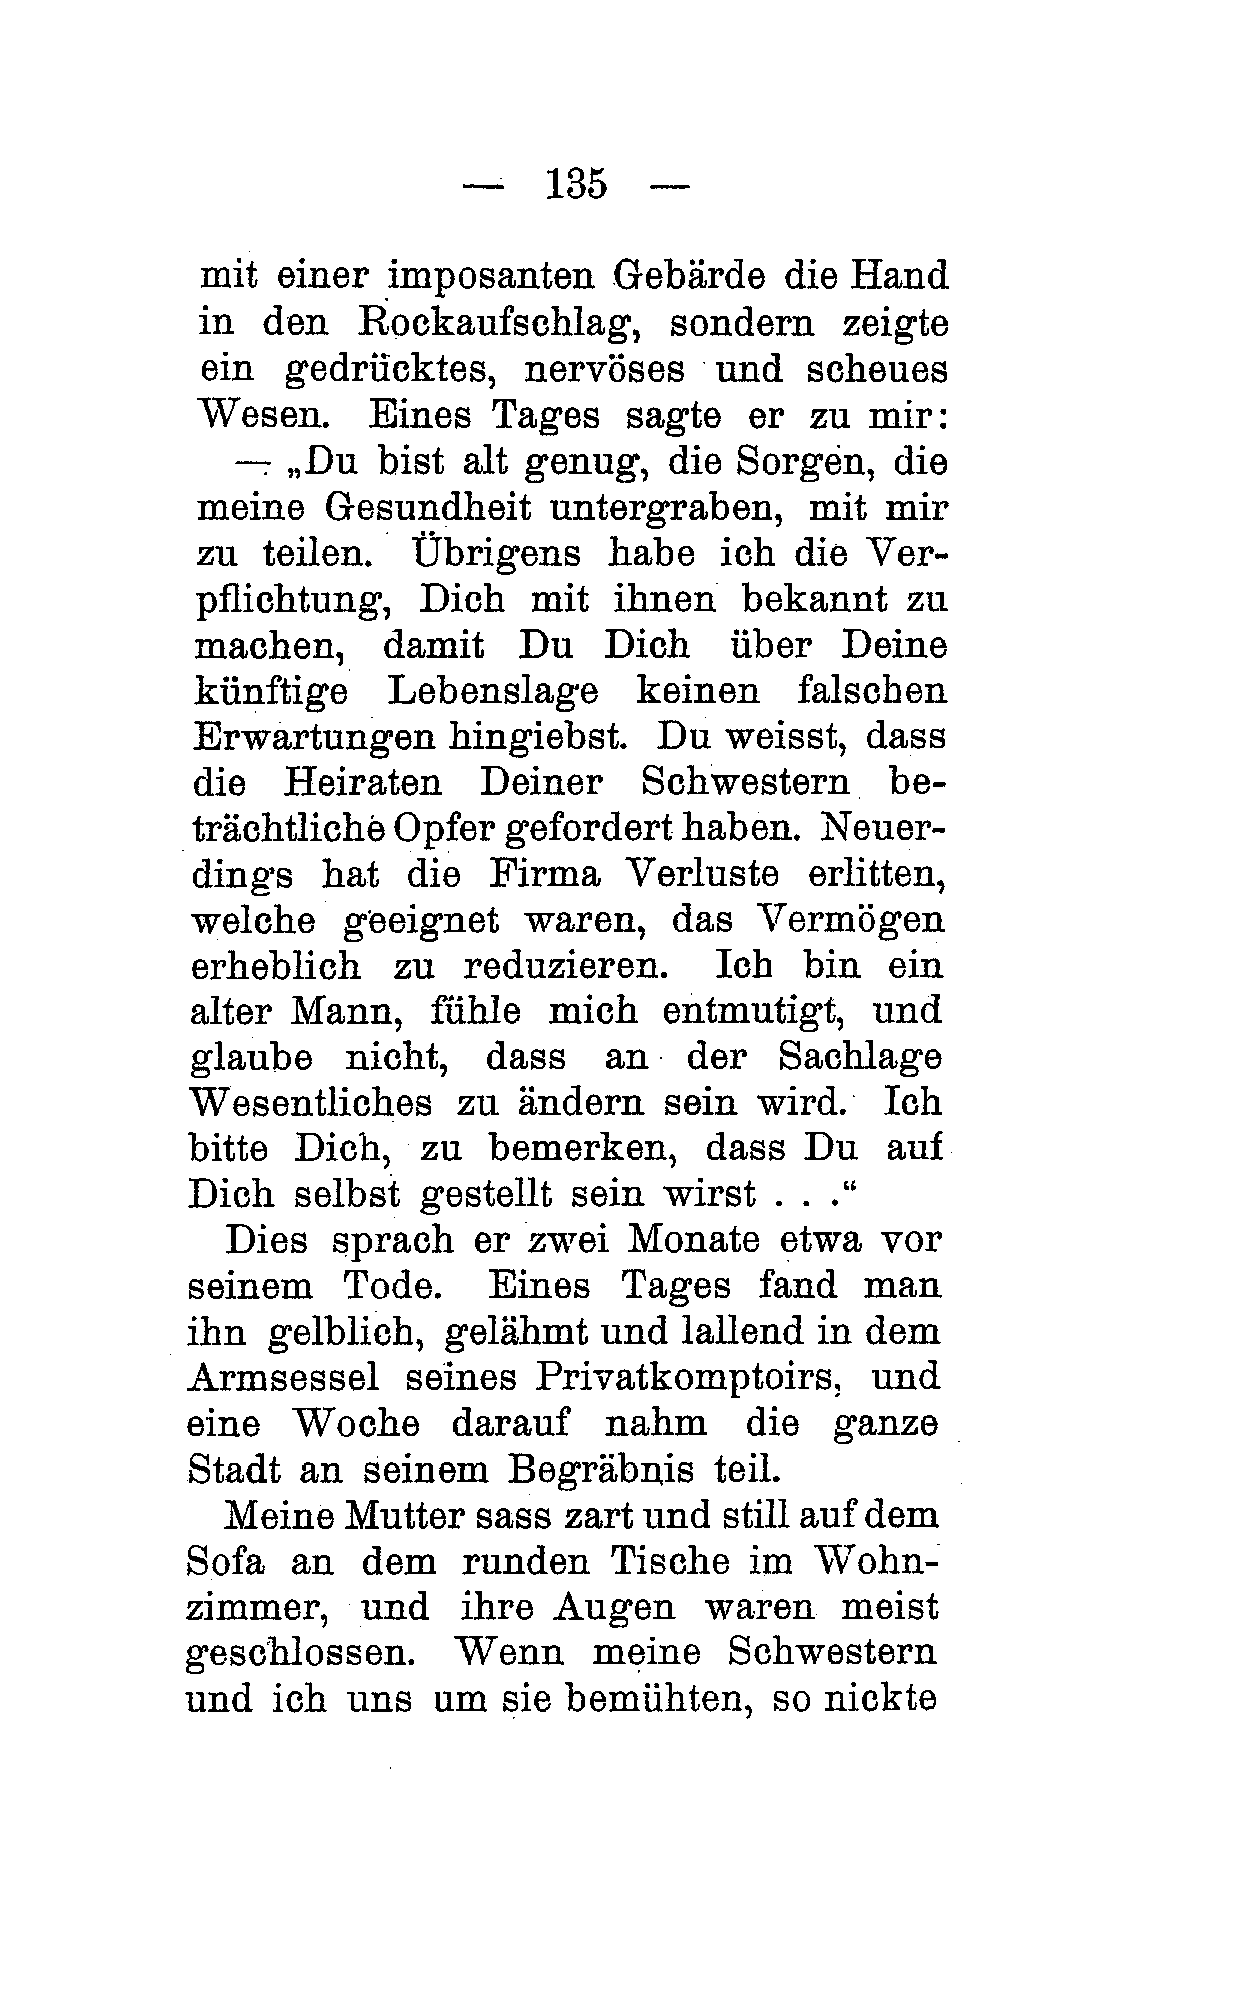 — 135 —
mit einer imposanten Gebärde die Hand
in den Rockaufschlag, sondern zeigte
ein gedrücktes, nervöses und scheues
Wesen. Eines Tages sagte er zu mir:
— „Du bist alt genug, die Sorgen, die
meine Gesundheit untergraben, mit mir
zu teilen. Übrigens habe ich die Ver-
pflichtung, Dich mit ihnen bekannt zu
machen, damit Du Dich über Deine
künftige Lebenslage keinen falschen
Erwartungen hingiebst. Du weisst, dass
die Heiraten Deiner Schwestern be-
trächtliche Opfer gefordert haben. Neuer-
dings hat die Firma Verluste erlitten,
welche geeignet waren, das Vermögen
erheblich zu reduzieren. Ich bin ein
alter Mann, fühle mich entmutigt, und
glaube nicht, dass an der Sachlage
Wesentliches zu ändern sein wird. Ich
bitte Dich, zu bemerken, dass Du auf
Dich selbst gestellt sein wirst . . .“
Dies sprach er zwei Monate etwa vor
seinem Tode. Eines Tages fand man
ihn gelblich, gelähmt und lallend in dem
Armsessel seines Privatkomptoirs, und
eine Woche darauf nahm die ganze
Stadt an seinem Begräbnis teil.
Meine Mutter sass zart und still auf dem
Sofa an dem runden Tische im Wohn-
zimmer, und ihre Augen waren meist
geschlossen. Wenn meine Schwestern
und ich uns um sie bemühten, so nickte